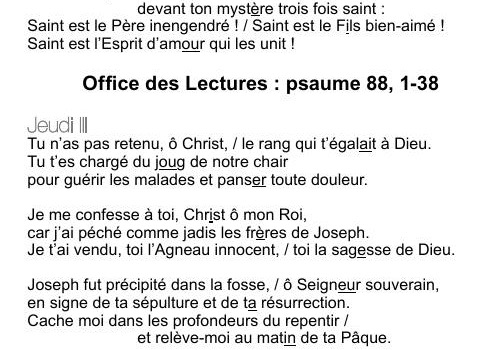 devant ton mystère trois fois saint :
Saint est le Père inengendré ! / Saint est le Fils bien-aimé !
Saint est l'Esprit d'amour qui les unit !
Office des Lectures : psaume 88, 1-38
Jeudi III
Tu n'as pas retenu, ô Christ, / le rang qui t'égalait à Dieu.
Tu t'es chargé du joug de notre chair
pour guérir les malades et panser toute douleur.
Je me confesse à toi, Christ ô mon Roi,
car j'ai péché comme jadis les frères de Joseph.
Je t'ai vendu, toi l'Agneau innocent, / toi la sagesse de Dieu.
Joseph fut précipité dans la fosse, / ô Seigneur souverain,
en signe de ta sépulture et de ta résurrection.
Cache moi dans les profondeurs du repentir /
et relève-moi au matin de ta Pâque.